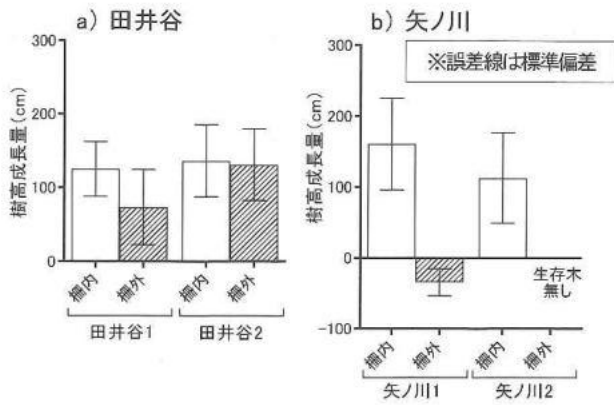 a) 田井谷
樹高成長量(cm)
300
200
100
0
柵内
柵外
柵内
柵外
田井谷1
田井谷2
b) 矢ノ川
※誤差線は標準偏差
樹高成長量(cm)
300
200
100
0
-100
生存木
無し
柵内
柵外
柵内
柵外
矢ノ川1
矢ノ川2